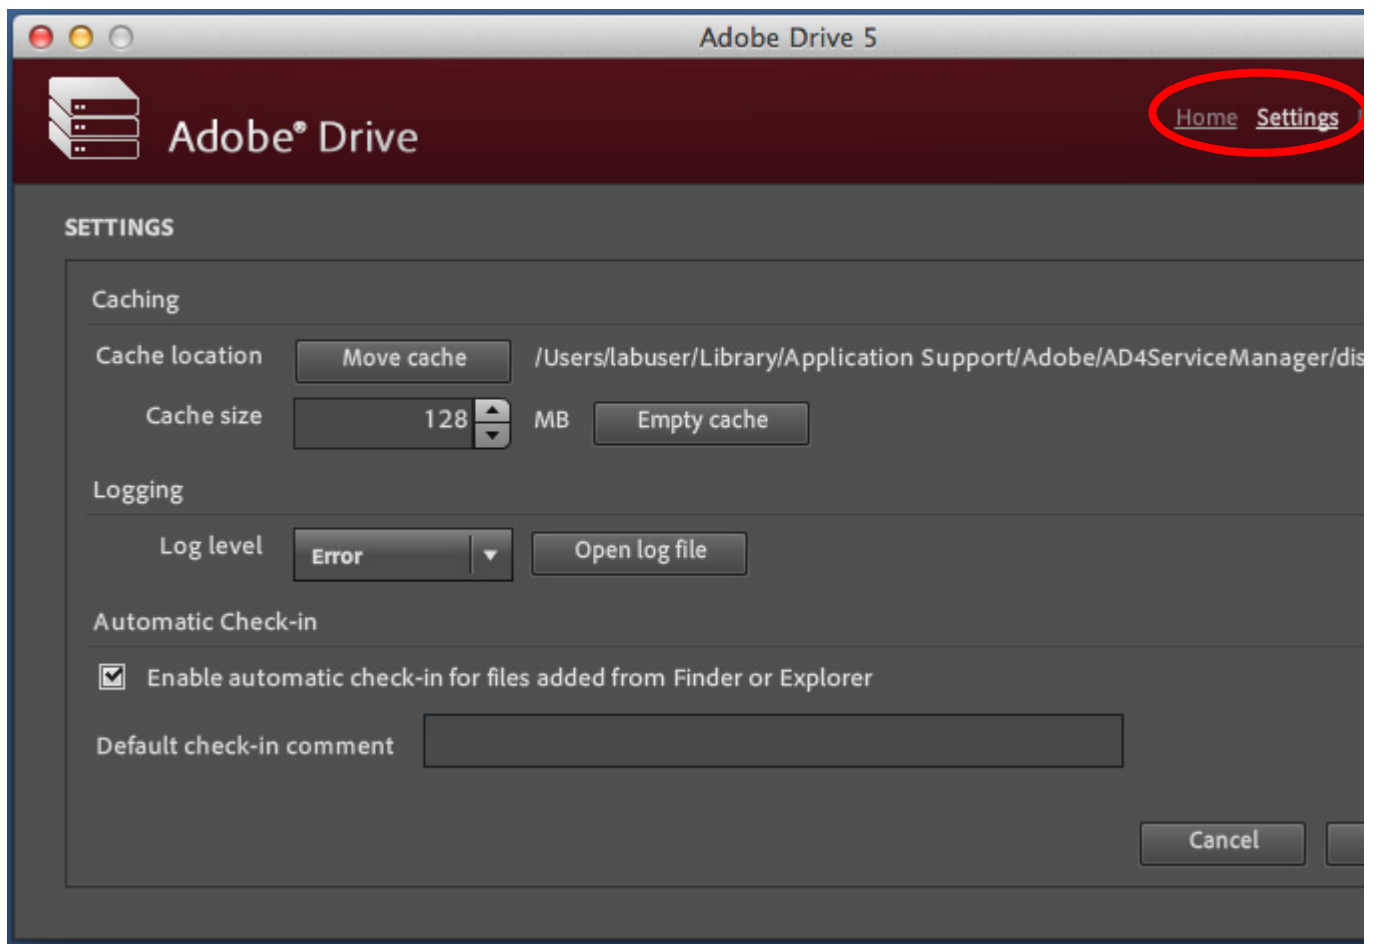 Adobe Drive 5
Adobe® Drive
Home Settings
SETTINGS
Caching
Cache location Move cache /Users/labuser/Library/Application Support/Adobe/AD4ServiceManager/dis
Cache size 128 MB Empty cache
Logging
Log level Error Open log file
Automatic Check-in
Enable automatic check-in for files added from Finder or Explorer
Default check-in comment
Cancel